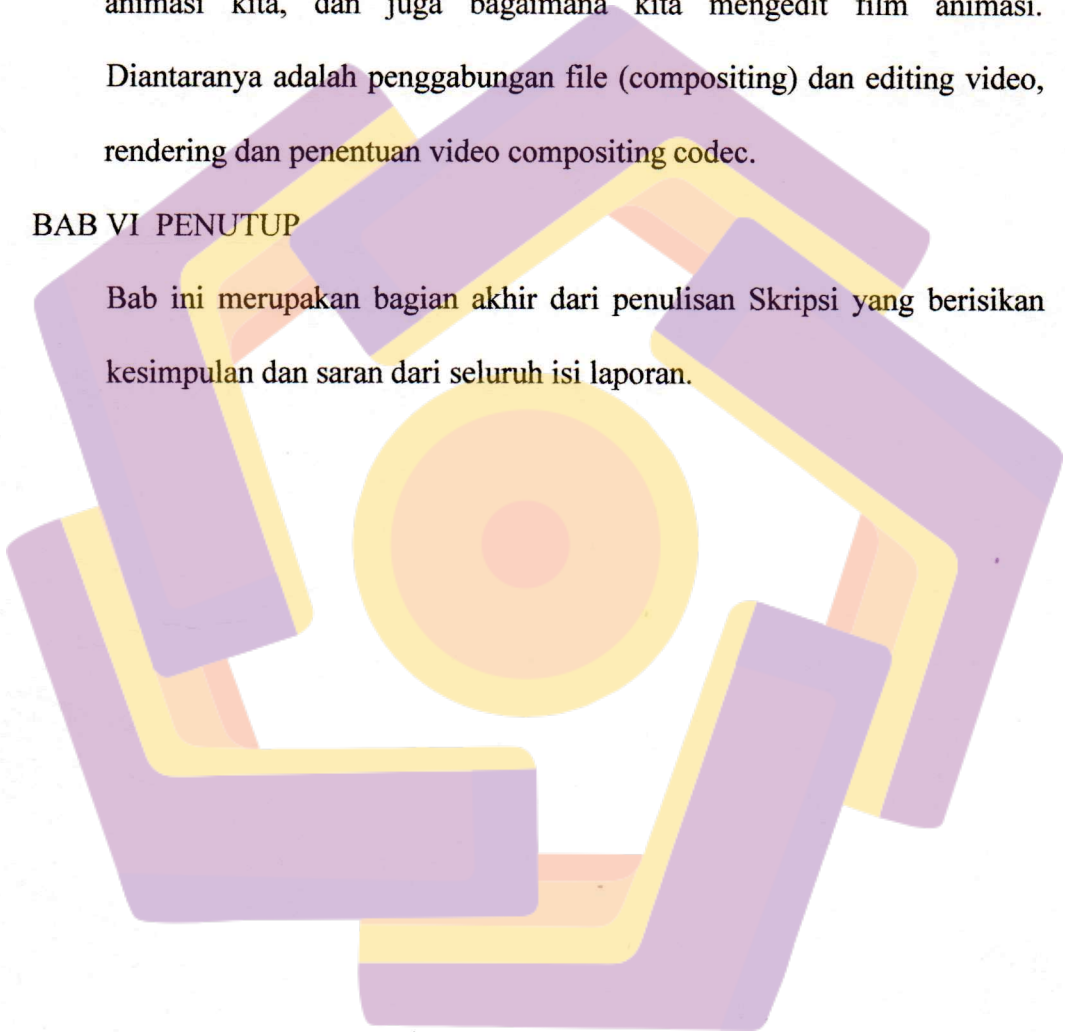 animasi kita, dan juga bagaimana kita mengedit film animasi.
Diantaranya adalah penggabungan file (compositing) dan editing video,
rendering dan penentuan video compositing codec.
BAB VI PENUTUP
Bab ini merupakan bagian akhir dari penulisan Skripsi yang berisikan
kesimpulan dan saran dari seluruh isi laporan.